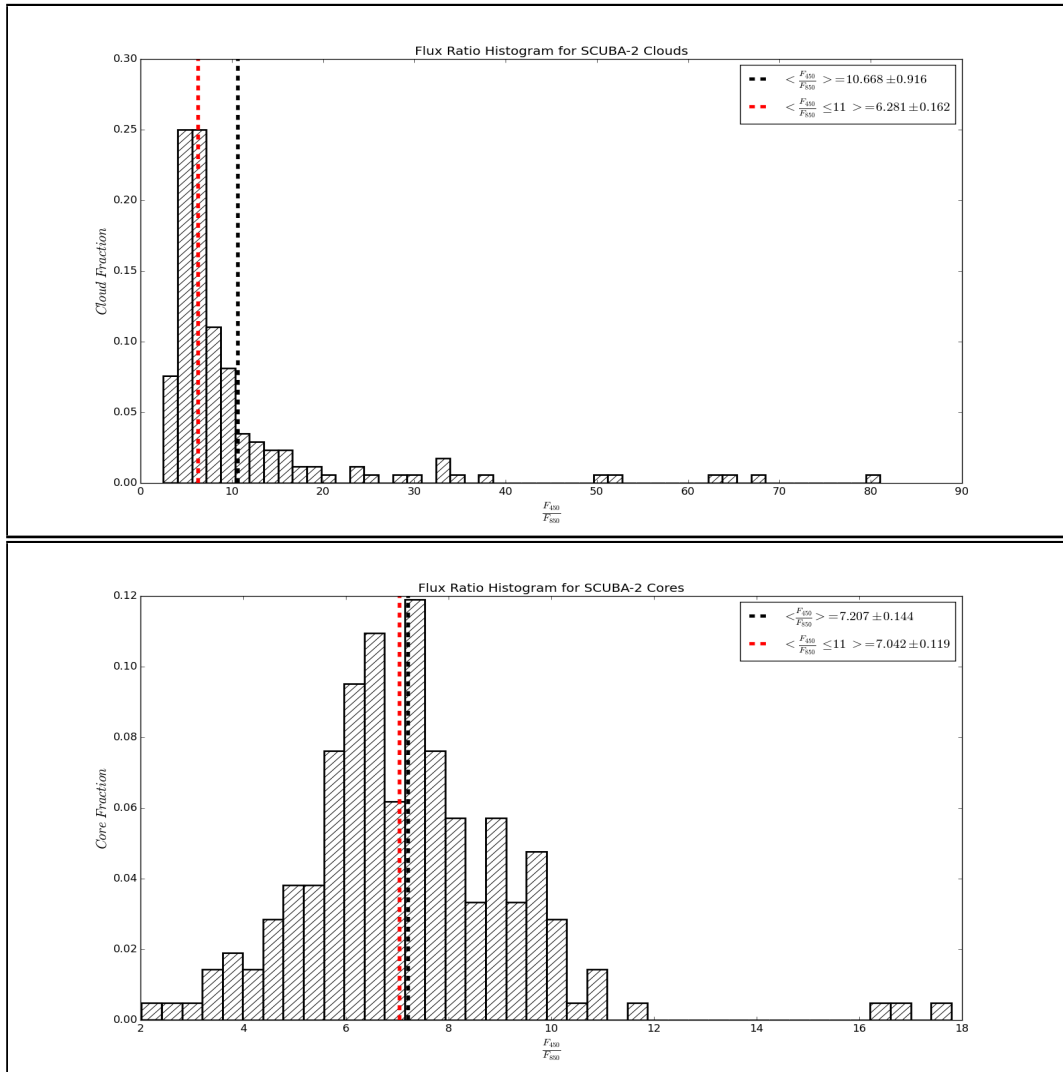 Flux Ratio Histogram for SCUBA-2 Clouds
< F450/F850 > =10.668±0.916
< F450/F850 ≤11 > =6.281±0.162
Cloud Fraction
0.30
0.25
0.20
0.15
0.10
0.05
0.00
0 10 20 30 40 50 60 70 80 90
F450/F850
Flux Ratio Histogram for SCUBA-2 Cores
< F450/F850 > =7.207±0.144
< F450/F850 ≤11 > =7.042±0.119
Core Fraction
0.12
0.10
0.08
0.06
0.04
0.02
0.00
2 4 6 8 10 12 14 16 18
F450/F850